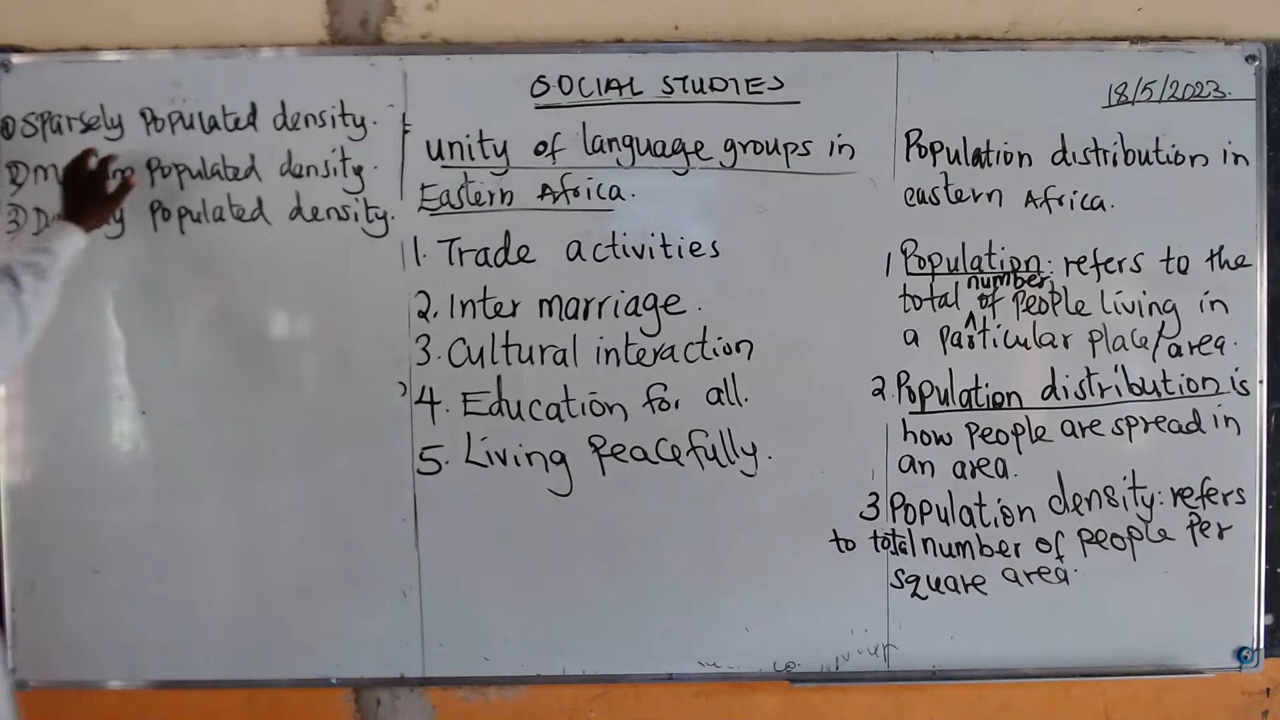 SOCIAL STUDIES
18/5/2023.
① Sparsely Populated density.
Populated density.
③ Populated density.
unity of language groups in
Eastern Africa.
1. Trade activities
2. Inter marriage.
3. Cultural interaction
4. Education for all.
5. Living Peacefully.
Population distribution in
eastern Africa.
1 Population: refers to the
total number of People living in
a particular place/area.
2. Population distribution is
how People are spread in
an area.
3 Population density: refers
to total number of people Per
square area.